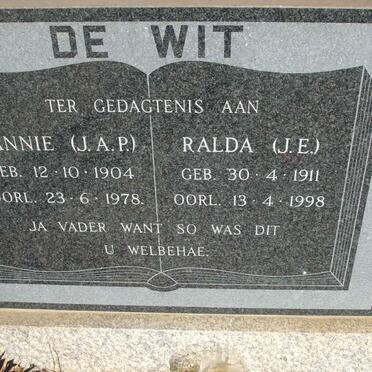 DE WIT
TER GEDAGTENIS AAN
ANNIE (J.A.P.) RALDA (J.E.)
EB. 12-10-1904 GEB. 30-4-1911
OORL. 23-6-1978. OORL. 13-4-1998
JA VADER WANT SO WAS DIT
U WELBEHAE.